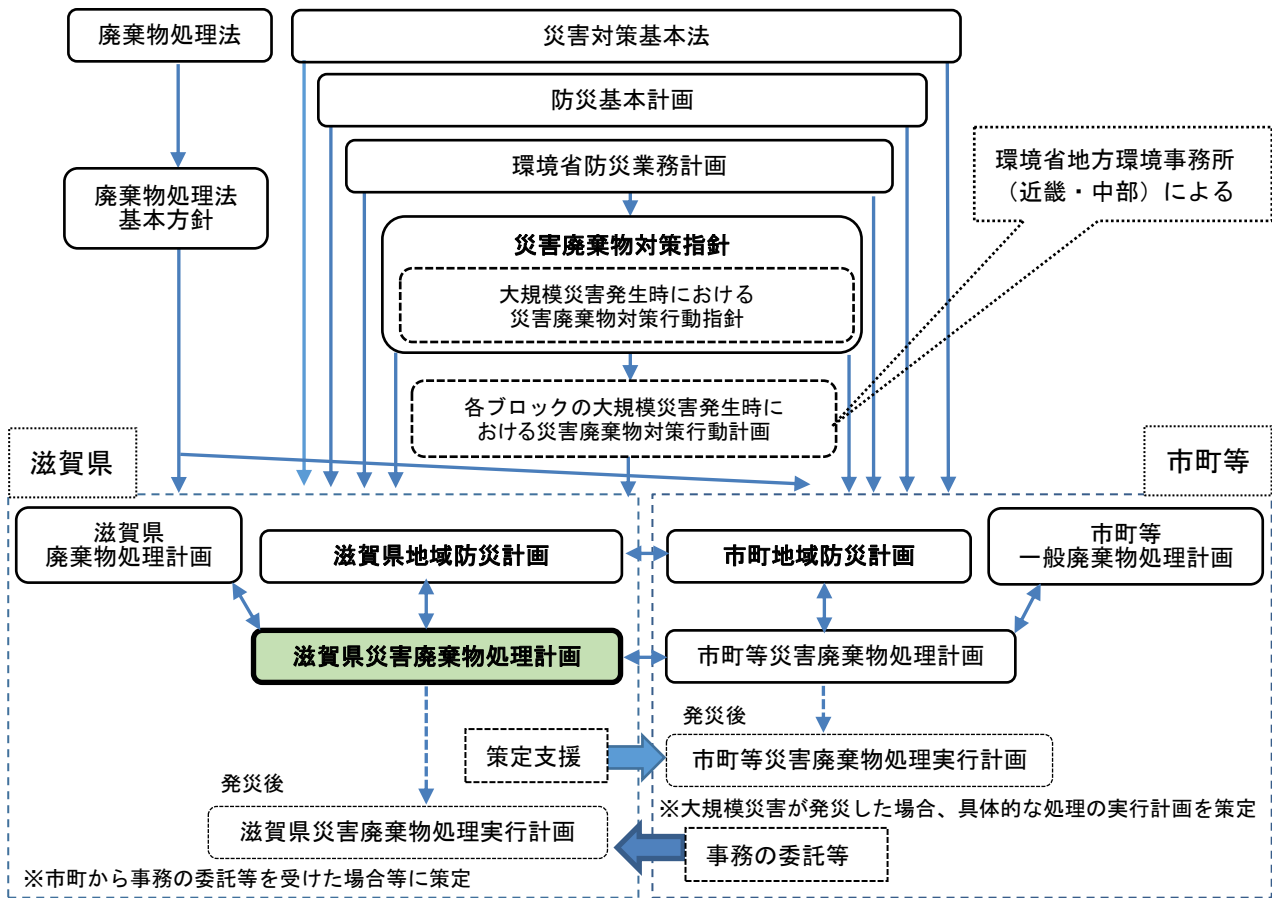 廃棄物処理法
災害対策基本法
防災基本計画
環境省防災業務計画
環境省地方環境事務所
（近畿・中部）による
廃棄物処理法
基本方針
災害廃棄物対策指針
大規模災害発生時における
災害廃棄物対策行動指針
各ブロックの大規模災害発生時に
おける災害廃棄物対策行動計画
滋賀県
市町等
滋賀県
廃棄物処理計画
滋賀県地域防災計画
市町地域防災計画
市町等
一般廃棄物処理計画
滋賀県災害廃棄物処理計画
市町等災害廃棄物処理計画
発災後
策定支援
市町等災害廃棄物処理実行計画
発災後
※大規模災害が発災した場合、具体的な処理の実行計画を策定
滋賀県災害廃棄物処理実行計画
事務の委託等
※市町から事務の委託等を受けた場合等に策定